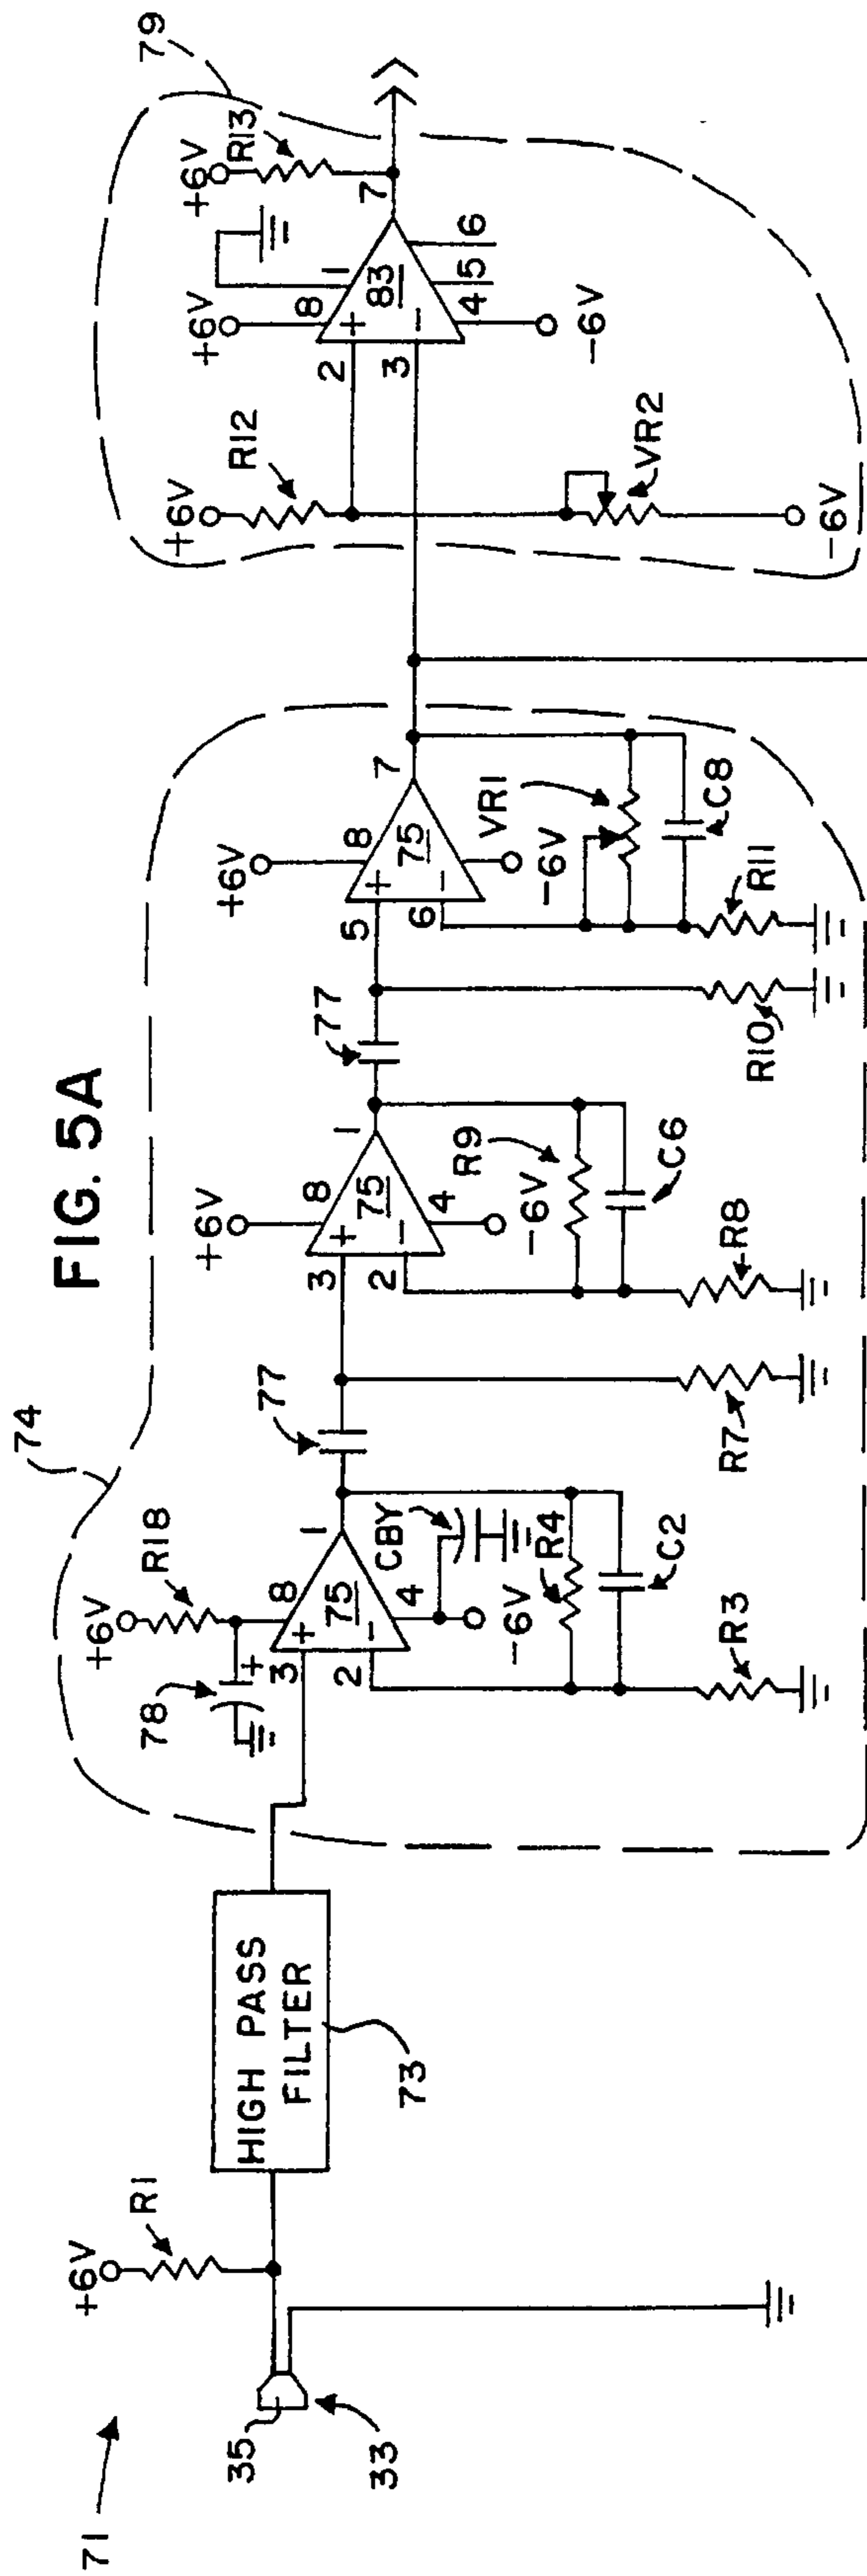 FIG. 5A
71
33
35
+6V
R1
HIGH PASS
FILTER
73
74
+6V
R18
78
+
3
2
+
-
8
75
4
1
CBY
-6V
R4
C2
R3
77
R7
+6V
3
2
+
-
8
75
4
1
-6V
R9
C6
R8
77
R10
+6V
5
6
+
-
8
75
7
-6V
VR1
C8
R11
79
+6V
R12
VR2
-6V
+6V
2
3
+
-
8
1
83
4
5
6
7
-6V
+6V
R13